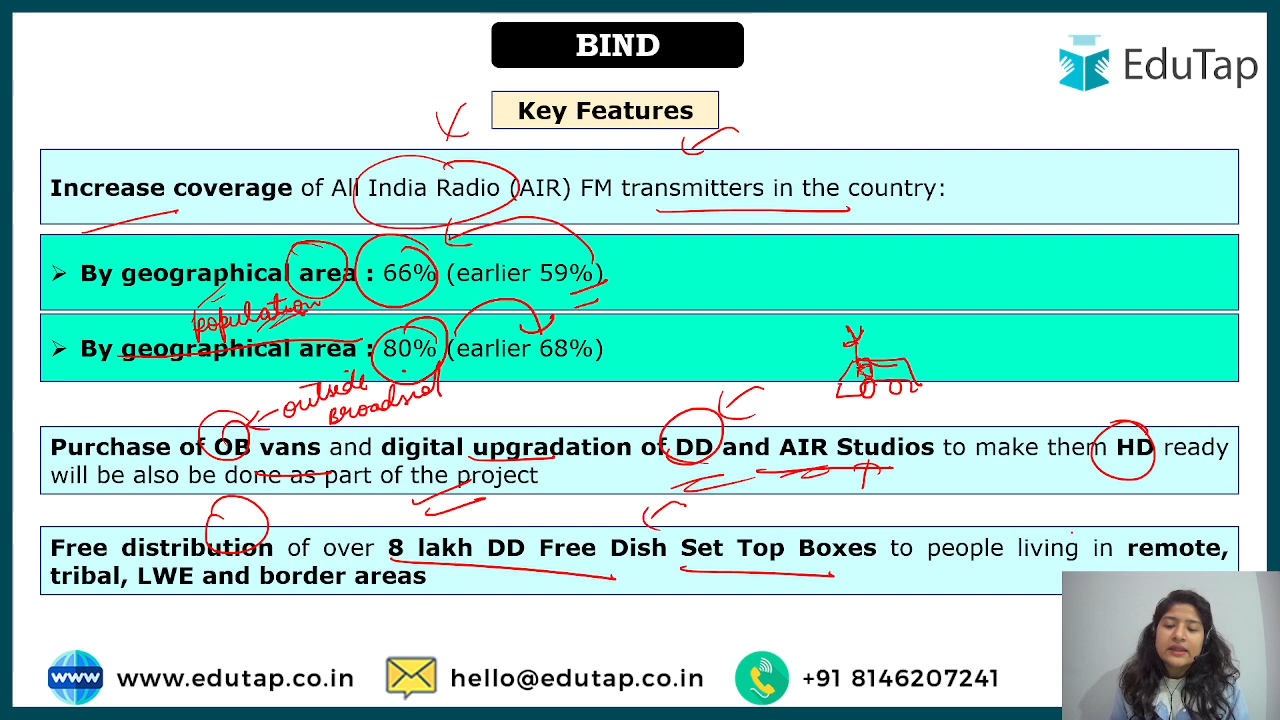 BIND
EduTap
Key Features
Increase coverage of All India Radio (AIR) FM transmitters in the country:
➢ By geographical area : 66% (earlier 59%)
population
➢ By geographical area : 80% (earlier 68%)
outside
Broadside
Purchase of OB vans and digital upgradation of DD and AIR Studios to make them HD ready
will be also be done as part of the project
Free distribution of over 8 lakh DD Free Dish Set Top Boxes to people living in remote,
tribal, LWE and border areas
www www.edutap.co.in hello@edutap.co.in +91 8146207241